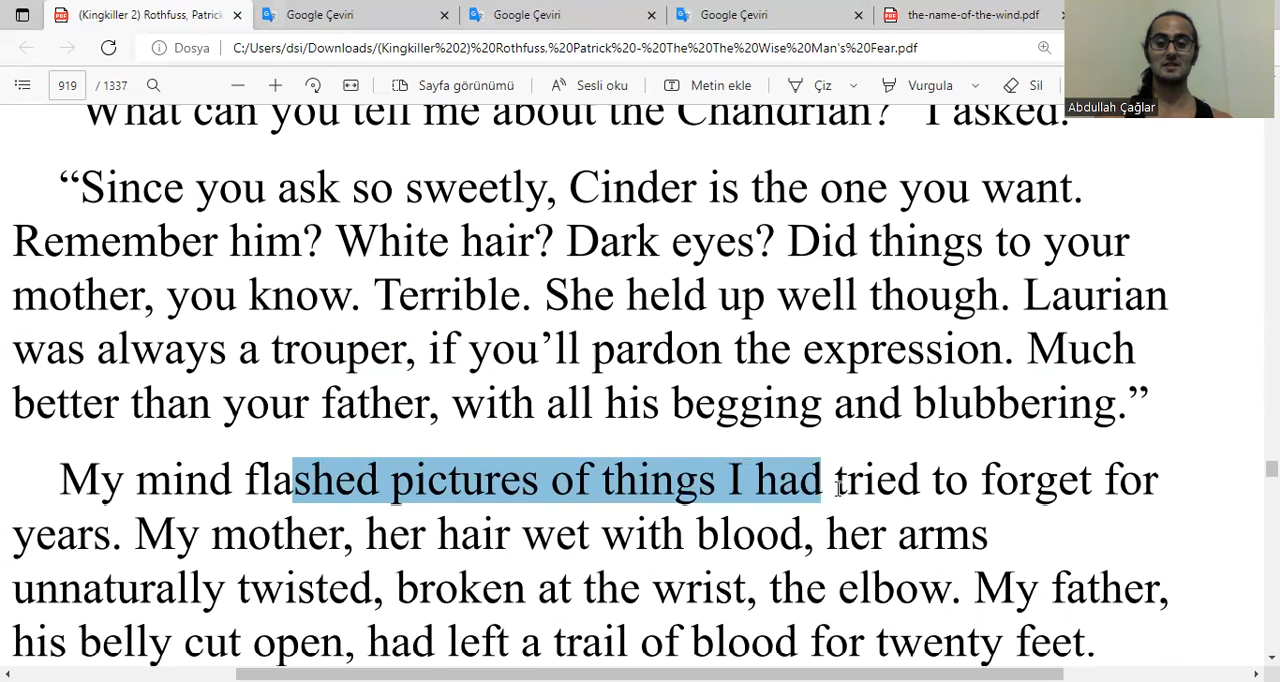 (Kingkiller 2) Rothfuss, Patrick
Google Çeviri
Google Çeviri
Google Çeviri
the-name-of-the-wind.pdf
Dosya
C:/Users/dsi/Downloads/(Kingkiller%202)%20Rothfuss,%20Patrick%20-%20The%20The%20Wise%20Man's%20Fear.pdf
919 / 1337
Sayfa görünümü
Sesli oku
Metin ekle
Çiz
Vurgula
Sil
Abdullah Çağlar
“What can you tell me about the Chandrian?” I asked.
“Since you ask so sweetly, Cinder is the one you want.
Remember him? White hair? Dark eyes? Did things to your
mother, you know. Terrible. She held up well though. Laurian
was always a trouper, if you’ll pardon the expression. Much
better than your father, with all his begging and blubbering.”
My mind flashed pictures of things I had tried to forget for
years. My mother, her hair wet with blood, her arms
unnaturally twisted, broken at the wrist, the elbow. My father,
his belly cut open, had left a trail of blood for twenty feet.